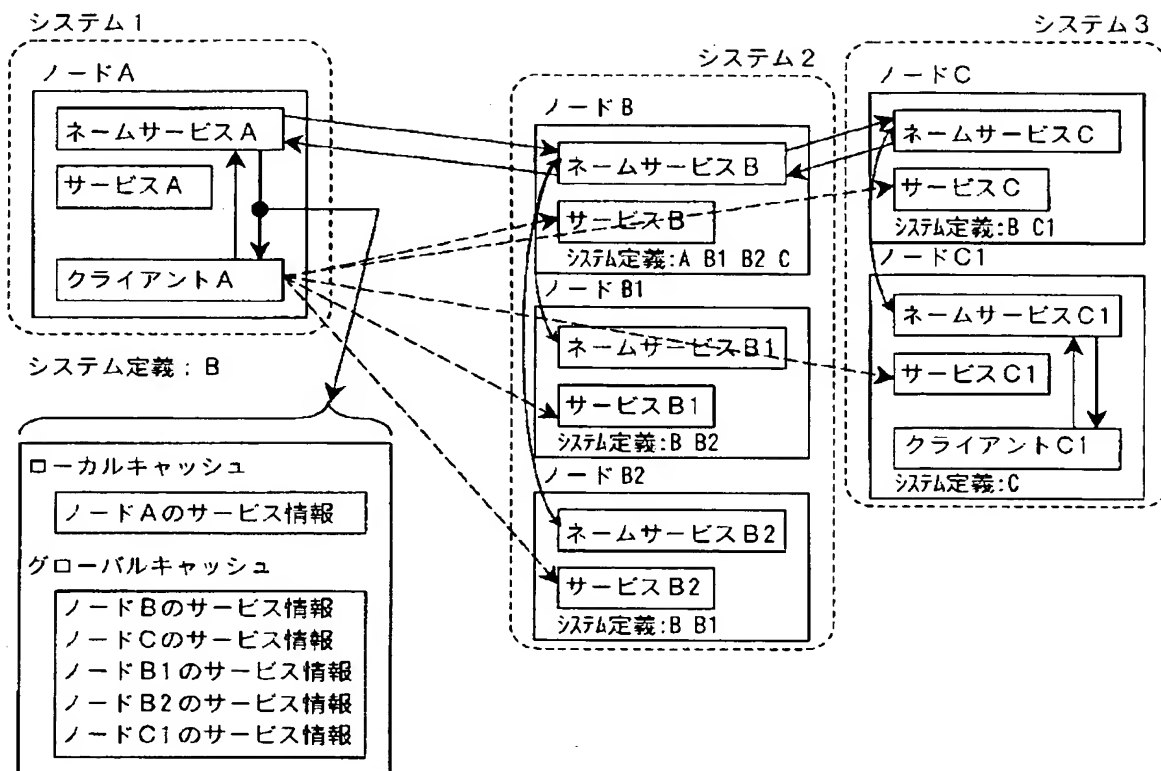 システム1
ノードA
ネームサービスA
サービスA
クライアントA
システム定義:B
ローカルキャッシュ
ノードAのサービス情報
グローバルキャッシュ
ノードBのサービス情報
ノードCのサービス情報
ノードB1のサービス情報
ノードB2のサービス情報
ノードC1のサービス情報
システム2
ノードB
ネームサービスB
サービスB
システム定義:A B1 B2 C
ノードB1
ネームサービスB1
サービスB1
システム定義:B B2
ノードB2
ネームサービスB2
サービスB2
システム定義:B B1
システム3
ノードC
ネームサービスC
サービスC
システム定義:B C1
ノードC1
ネームサービスC1
サービスC1
クライアントC1
システム定義:C